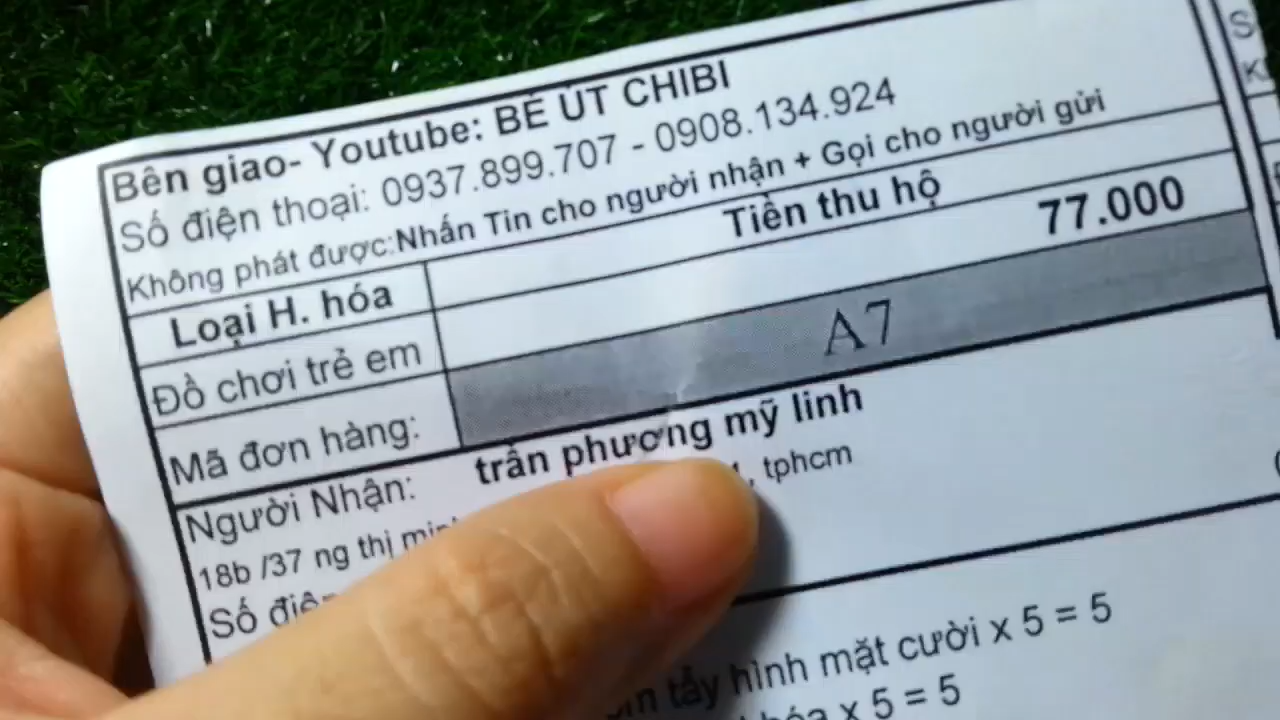 Bên giao- Youtube: BÉ ÚT CHIBI
Số điện thoại: 0937.899.707 - 0908.134.924
Không phát được:Nhắn Tin cho người nhận + Gọi cho người gửi
Loại H. hóa Tiền thu hộ
Đồ chơi trẻ em 77.000
Mã đơn hàng: A7
Người Nhận: trần phương mỹ linh
18b /37 ng thị , tphcm
Số
tẩy hình mặt cười x 5 = 5
x 5 = 5